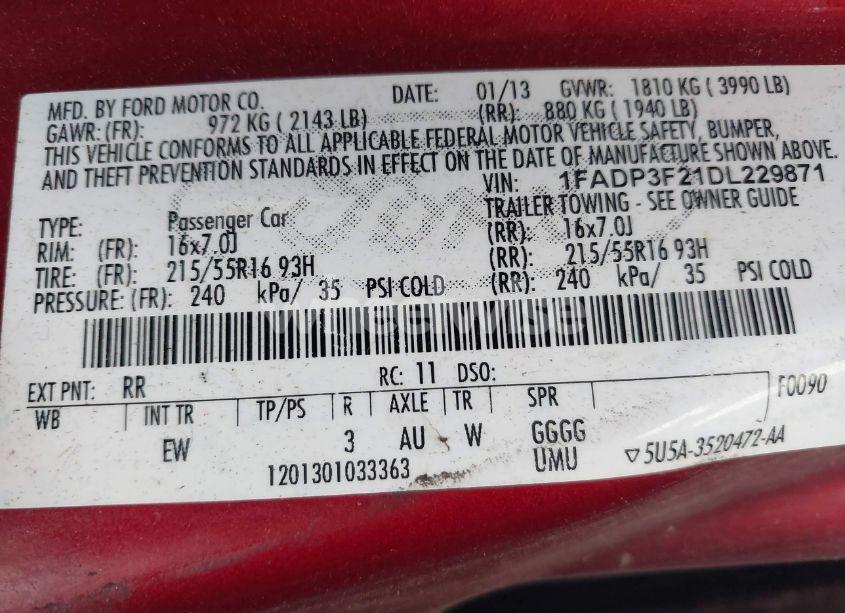 MFD. BY FORD MOTOR CO. DATE: 01/13 GVWR: 1810 KG ( 3990 LB)
GAWR: (FR): 972 KG ( 2143 LB) (RR): 880 KG ( 1940 LB)
THIS VEHICLE CONFORMS TO ALL APPLICABLE FEDERAL MOTOR VEHICLE SAFETY, BUMPER,
AND THEFT PREVENTION STANDARDS IN EFFECT ON THE DATE OF MANUFACTURE SHOWN ABOVE.
VIN: 1FADP3F21DL229871
TYPE: Passenger Car TRAILER TOWING - SEE OWNER GUIDE
RIM: (FR): 16x7.0J (RR): 16x7.0J
TIRE: (FR): 215/55R16 93H (RR): 215/55R16 93H
PRESSURE: (FR): 240 kPa/ 35 PSI COLD (RR): 240 kPa/ 35 PSI COLD
Wheelwise
EXT PNT: RR RC: 11 DSO: F0090
WB INT TR TP/PS R AXLE TR SPR
EW 3 AU W GGGG
1201301033363 UMU 5U5A-3520472-AA